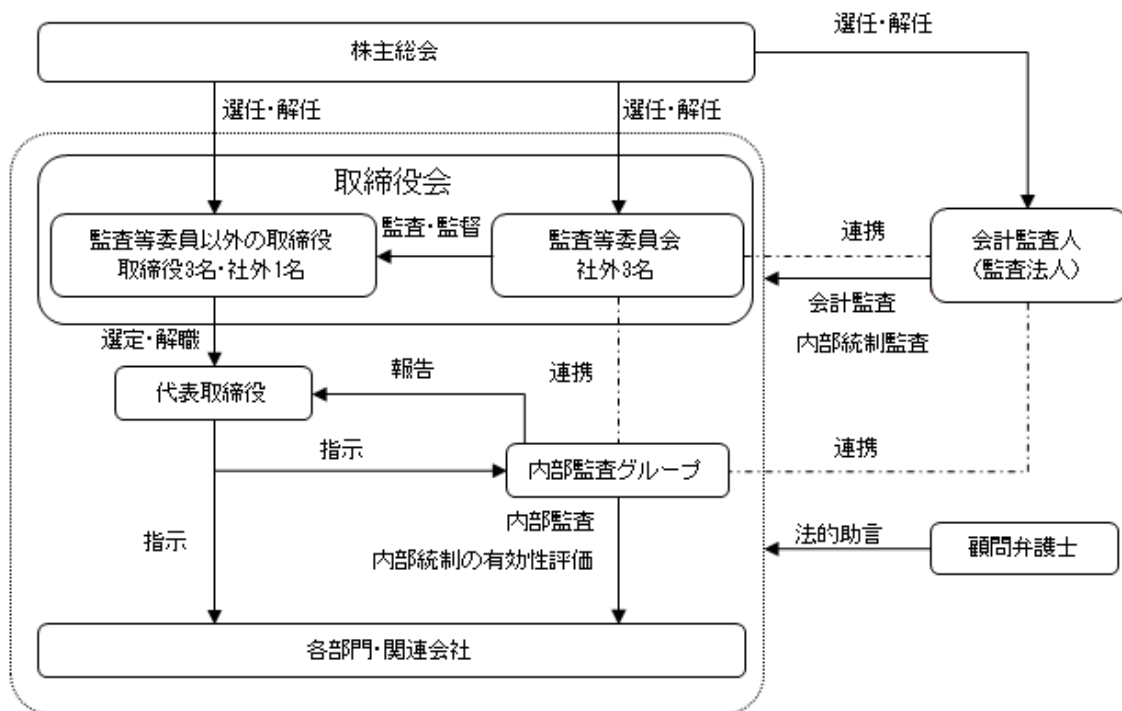 選任・解任
株主総会
選任・解任
選任・解任
取締役会
監査等委員以外の取締役
取締役3名・社外1名
監査・監督
監査等委員会
社外3名
連携
会計監査人
（監査法人）
会計監査
内部統制監査
選定・解職
代表取締役
報告
連携
指示
内部監査グループ
連携
指示
内部監査
内部統制の有効性評価
法的助言
顧問弁護士
各部門・関連会社